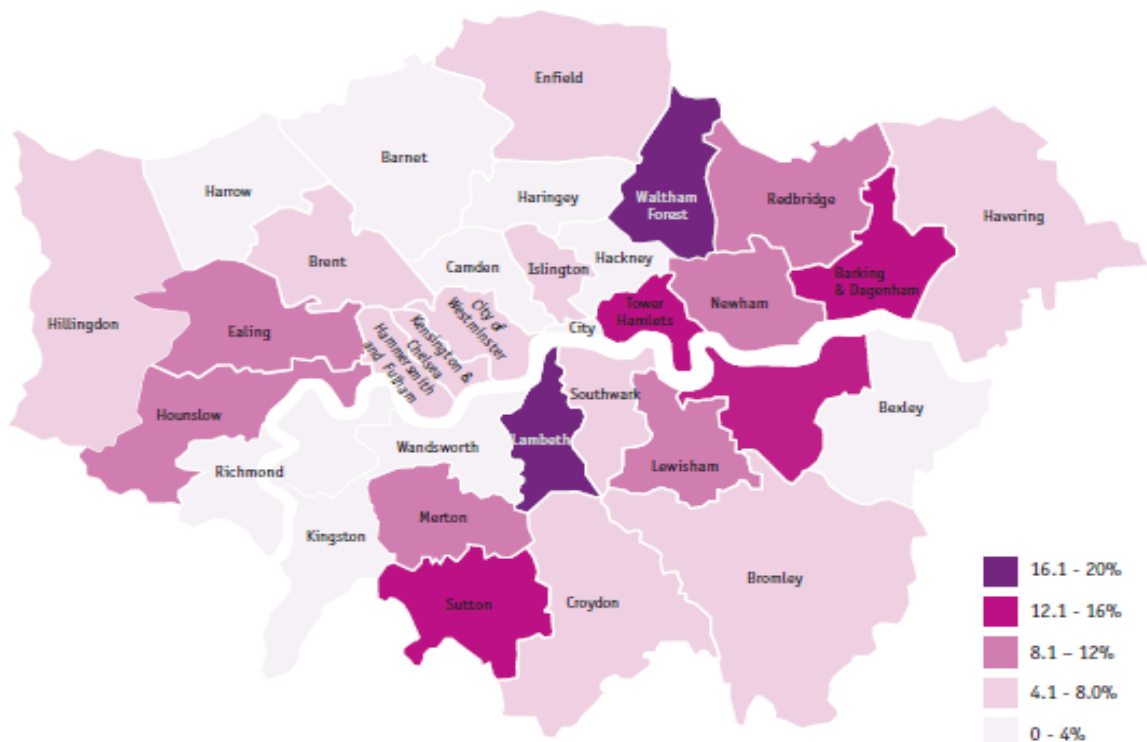 Enfield
Barnet
Harrow
Haringey
Waltham
Forest
Redbridge
Havering
Brent
Camden
Islington
Hackney
Barking
& Dagenham
Hillingdon
Ealing
Tower
Hamlets
Newham
City of
Westminster
Kensington &
Chelsea
Hammersmith
and Fulham
City
Hounslow
Southwark
Bexley
Richmond
Wandsworth
Lambeth
Lewisham
Merton
Kingston
Sutton
Croydon
Bromley
16.1 - 20%
12.1 - 16%
8.1 – 12%
4.1 - 8.0%
0 - 4%